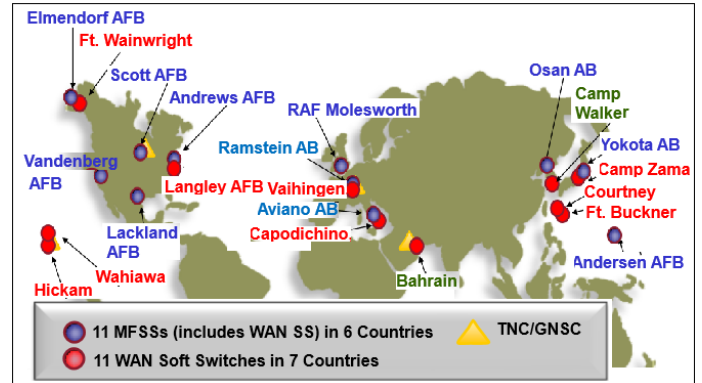 Elmendorf AFB
Ft. Wainwright
Scott AFB
Andrews AFB
RAF Molesworth
Osan AB
Camp
Walker
Ramstein AB
Yokota AB
Vandenberg
AFB
Langley AFB
Vaihingen
Camp Zama
Courtney
Aviano AB
Ft. Buckner
Lackland
AFB
Capodichino
Wahiawa
Hickam
Bahrain
Andersen AFB
11 MFSSs (includes WAN SS) in 6 Countries
TNC/GNSC
11 WAN Soft Switches in 7 Countries